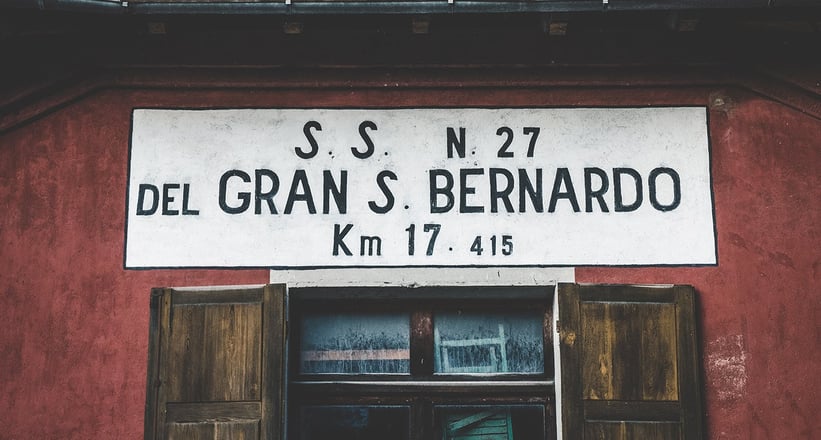 S. S. N. 27
DEL GRAN S. BERNARDO
Km 17. 415